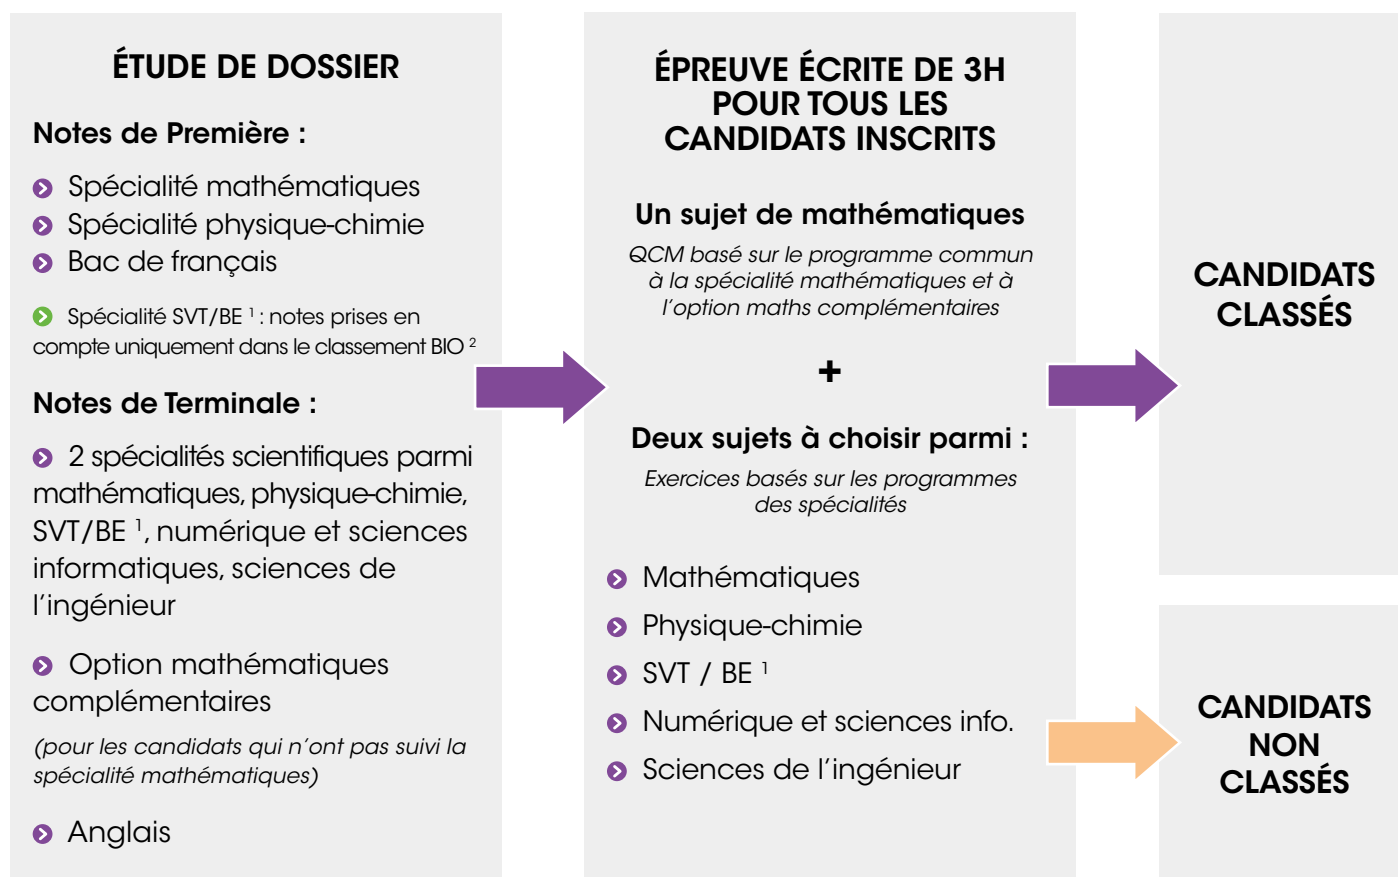 ÉTUDE DE DOSSIER
Notes de Première :
Spécialité mathématiques
Spécialité physique-chimie
Bac de français
Spécialité SVT/BE ¹ : notes prises en
compte uniquement dans le classement BIO ²
Notes de Terminale :
2 spécialités scientifiques parmi
mathématiques, physique-chimie,
SVT/BE ¹, numérique et sciences
informatiques, sciences de
l'ingénieur
Option mathématiques
complémentaires
(pour les candidats qui n'ont pas suivi la
spécialité mathématiques)
Anglais
ÉPREUVE ÉCRITE DE 3H
POUR TOUS LES
CANDIDATS INSCRITS
Un sujet de mathématiques
QCM basé sur le programme commun
à la spécialité mathématiques et à
l'option maths complémentaires
+
Deux sujets à choisir parmi :
Exercices basés sur les programmes
des spécialités
Mathématiques
Physique-chimie
SVT / BE ¹
Numérique et sciences info.
Sciences de l'ingénieur
CANDIDATS
CLASSÉS
CANDIDATS
NON
CLASSÉS